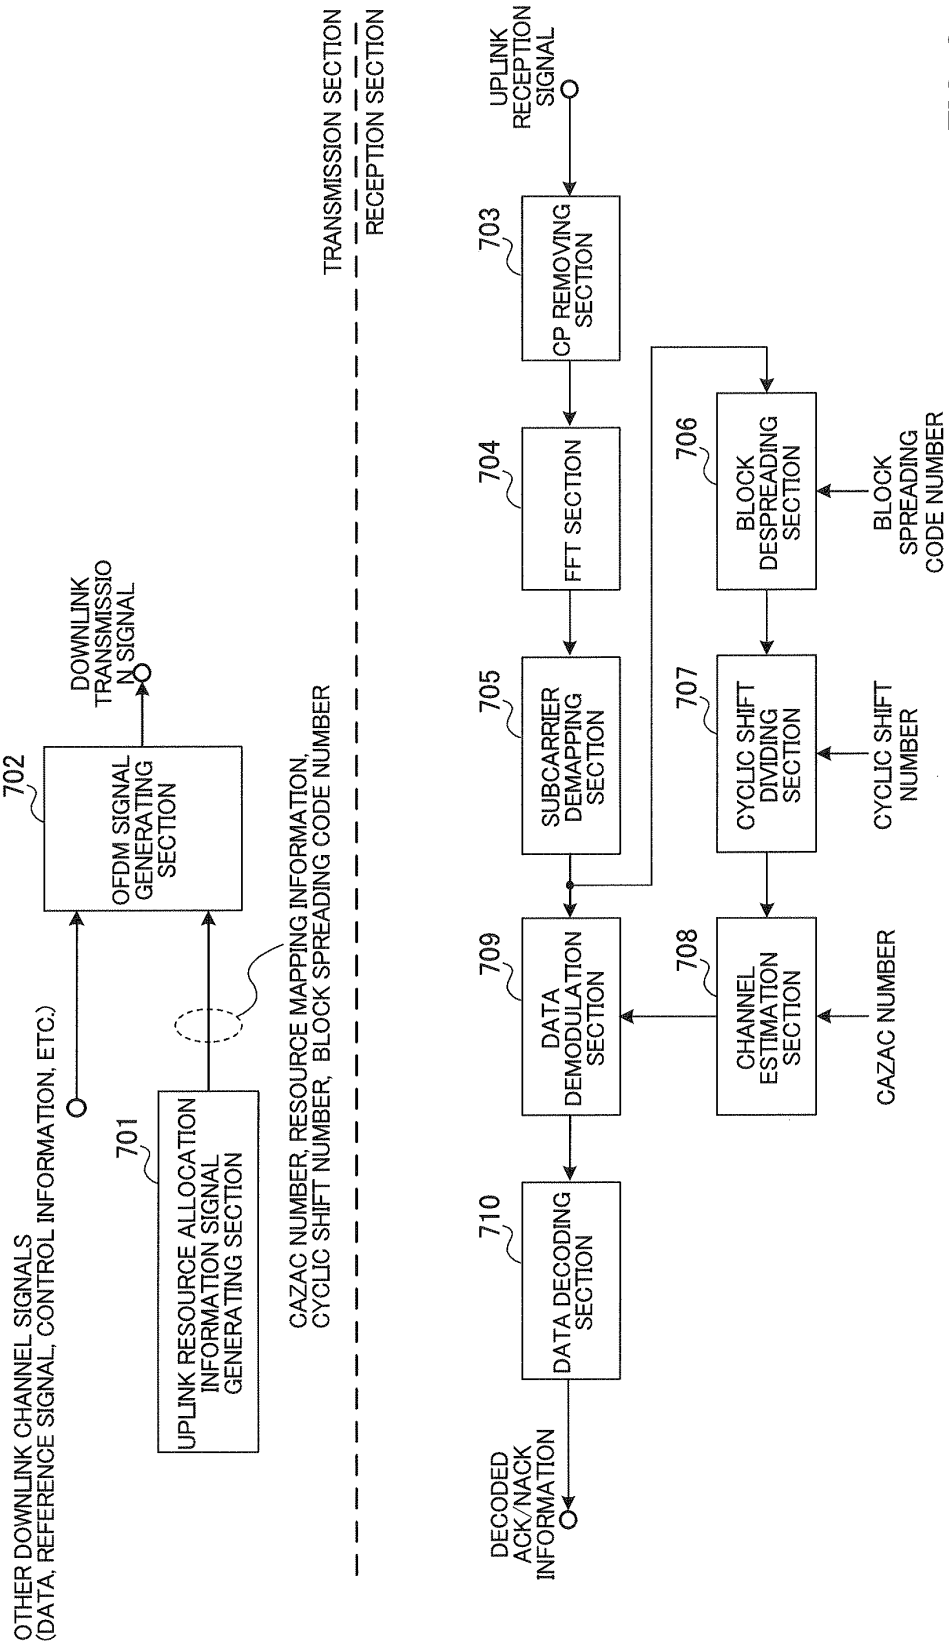 OTHER DOWNLINK CHANNEL SIGNALS
(DATA, REFERENCE SIGNAL, CONTROL INFORMATION, ETC.)
701
UPLINK RESOURCE ALLOCATION
INFORMATION SIGNAL
GENERATING SECTION
702
OFDM SIGNAL
GENERATING
SECTION
DOWNLINK
TRANSMISSIO
N SIGNAL
CAZAC NUMBER, RESOURCE MAPPING INFORMATION,
CYCLIC SHIFT NUMBER, BLOCK SPREADING CODE NUMBER
TRANSMISSION SECTION
RECEPTION SECTION
UPLINK
RECEPTION
SIGNAL
703
CP REMOVING
SECTION
704
FFT SECTION
705
SUBCARRIER
DEMAPPING
SECTION
709
DATA
DEMODULATION
SECTION
710
DATA DECODING
SECTION
DECODED
ACK/NACK
INFORMATION
706
BLOCK
DESPREADING
SECTION
BLOCK
SPREADING
CODE NUMBER
707
CYCLIC SHIFT
DIVIDING
SECTION
CYCLIC SHIFT
NUMBER
708
CHANNEL
ESTIMATION
SECTION
CAZAC NUMBER